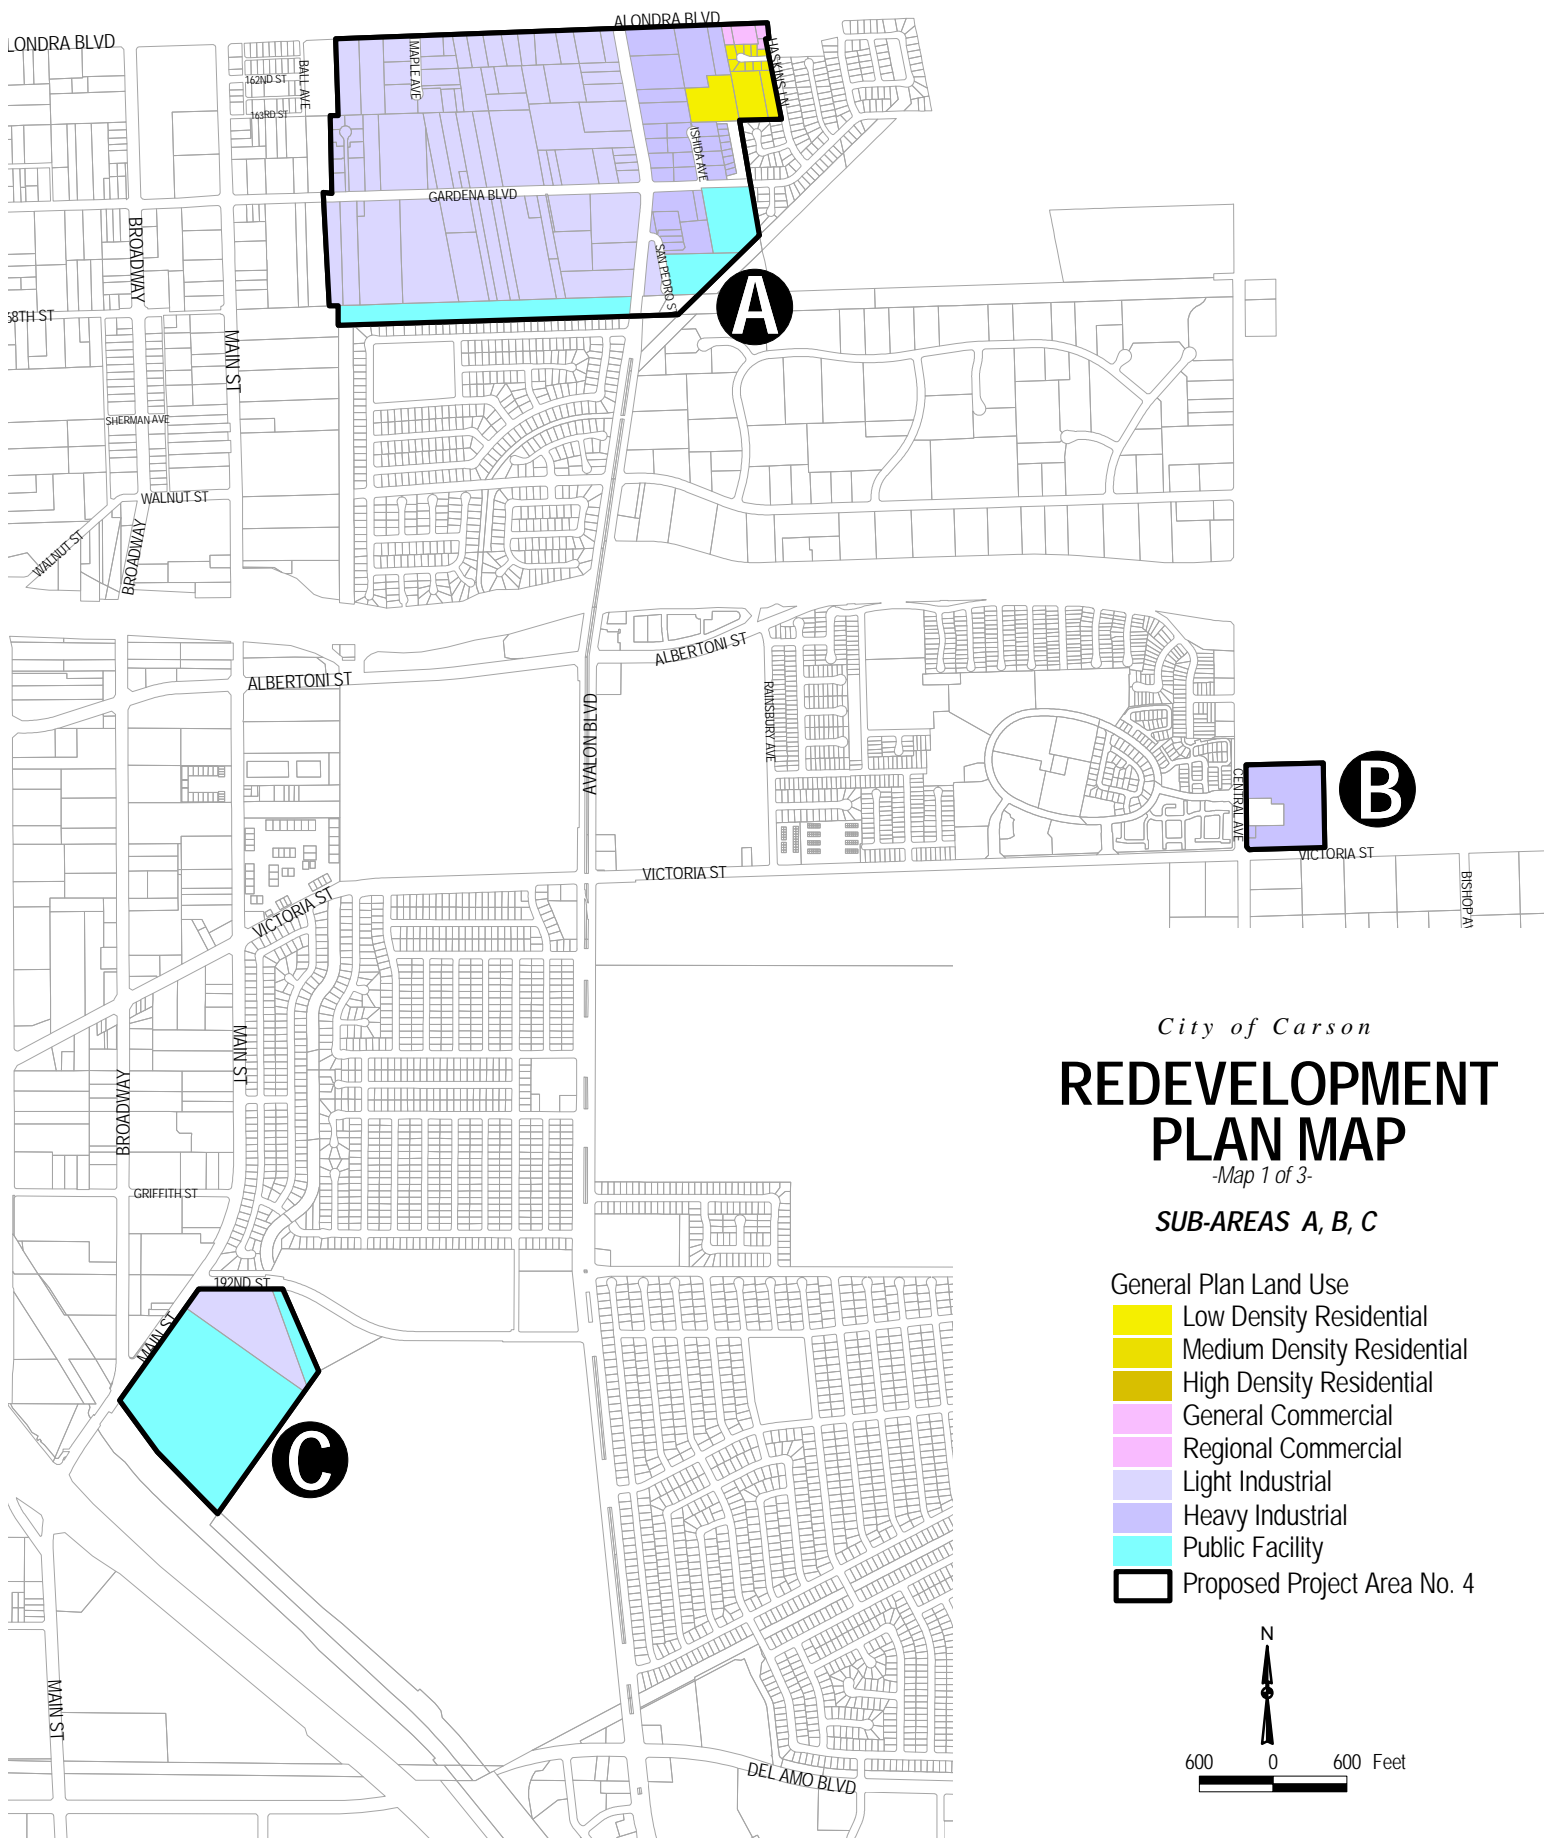 ALONDRA BLVD
LONDRA BLVD
MAPLE AVE
HASKINS LN
162ND ST
BALL AVE
163RD ST
ISHIDA AVE
GARDENA BLVD
BROADWAY
SAN PEDRO S
A
68TH ST
MAIN ST
SHERMAN AVE
WALNUT ST
WALNUT ST
BROADWAY
ALBERTONI ST
ALBERTONI ST
RAINSBURY AVE
AVALON BLVD
CENTRAL AVE
B
VICTORIA ST
VICTORIA ST
VICTORIA ST
BISHOP AV
MAIN ST
BROADWAY
GRIFFITH ST
192ND ST
MAIN ST
C
MAIN ST
DEL AMO BLVD
City of Carson
REDEVELOPMENT
PLAN MAP
-Map 1 of 3-
SUB-AREAS A, B, C
General Plan Land Use
Low Density Residential
Medium Density Residential
High Density Residential
General Commercial
Regional Commercial
Light Industrial
Heavy Industrial
Public Facility
Proposed Project Area No. 4
N
600 0 600 Feet